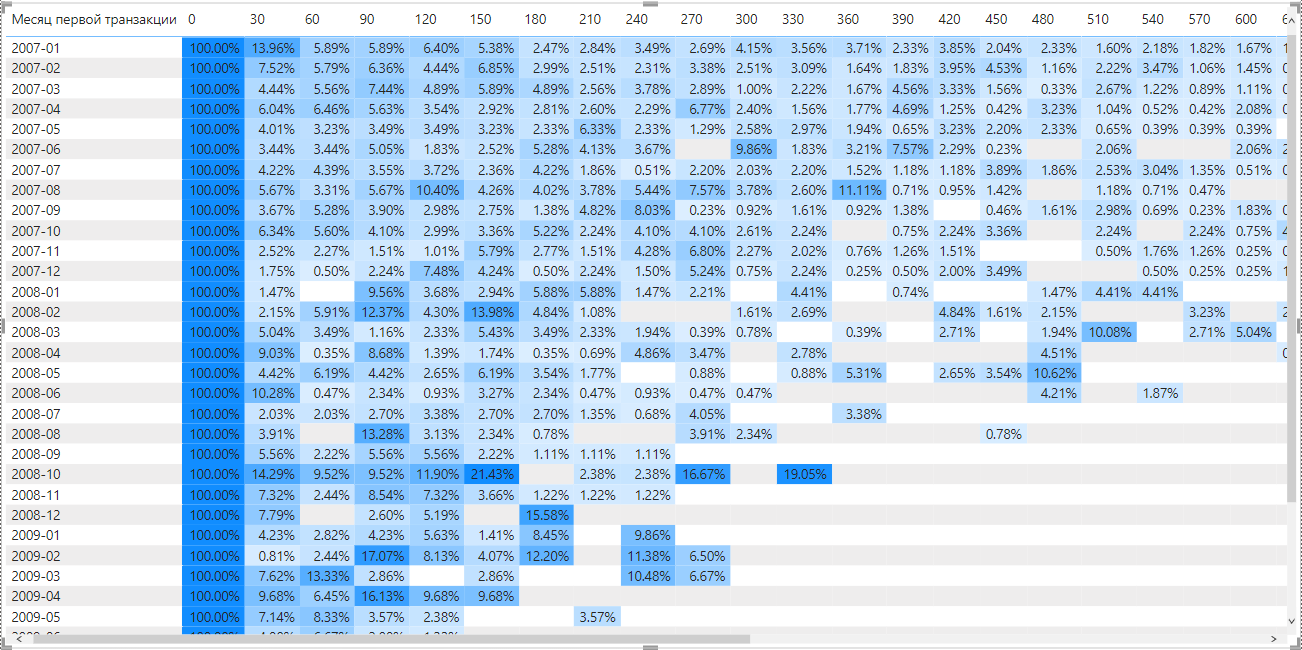 Месяц первой транзакции 0 30 60 90 120 150 180 210 240 270 300 330 360 390 420 450 480 510 540 570 600
2007-01 100.00% 13.96% 5.89% 5.89% 6.40% 5.38% 2.47% 2.84% 3.49% 2.69% 4.15% 3.56% 3.71% 2.33% 3.85% 2.04% 2.33% 1.60% 2.18% 1.82% 1.67%
2007-02 100.00% 7.52% 5.79% 6.36% 4.44% 6.85% 2.99% 2.51% 2.31% 3.38% 2.51% 3.09% 1.64% 1.83% 3.95% 4.53% 1.16% 2.22% 3.47% 1.06% 1.45%
2007-03 100.00% 4.44% 5.56% 7.44% 4.89% 5.89% 4.89% 2.56% 3.78% 2.89% 1.00% 2.22% 1.67% 4.56% 3.33% 1.56% 0.33% 2.67% 1.22% 0.89% 1.11%
2007-04 100.00% 6.04% 6.46% 5.63% 3.54% 2.92% 2.81% 2.60% 2.29% 6.77% 2.40% 1.56% 1.77% 4.69% 1.25% 0.42% 3.23% 1.04% 0.52% 0.42% 2.08%
2007-05 100.00% 4.01% 3.23% 3.49% 3.49% 3.23% 2.33% 6.33% 2.33% 1.29% 2.58% 2.97% 1.94% 0.65% 3.23% 2.20% 2.33% 0.65% 0.39% 0.39% 0.39%
2007-06 100.00% 3.44% 3.44% 5.05% 1.83% 2.52% 5.28% 4.13% 3.67% 9.86% 1.83% 3.21% 7.57% 2.29% 0.23% 2.06% 2.06%
2007-07 100.00% 4.22% 4.39% 3.55% 3.72% 2.36% 4.22% 1.86% 0.51% 2.20% 2.03% 2.20% 1.52% 1.18% 1.18% 3.89% 1.86% 2.53% 3.04% 1.35% 0.51%
2007-08 100.00% 5.67% 3.31% 5.67% 10.40% 4.26% 4.02% 3.78% 5.44% 7.57% 3.78% 2.60% 11.11% 0.71% 0.95% 1.42% 1.18% 0.71% 0.47%
2007-09 100.00% 3.67% 5.28% 3.90% 2.98% 2.75% 1.38% 4.82% 8.03% 0.23% 0.92% 1.61% 0.92% 1.38% 0.46% 1.61% 2.98% 0.69% 0.23% 1.83%
2007-10 100.00% 6.34% 5.60% 4.10% 2.99% 3.36% 5.22% 2.24% 4.10% 4.10% 2.61% 2.24% 0.75% 2.24% 3.36% 2.24% 2.24% 0.75%
2007-11 100.00% 2.52% 2.27% 1.51% 1.01% 5.79% 2.77% 1.51% 4.28% 6.80% 2.27% 2.02% 0.76% 1.26% 1.51% 0.50% 1.76% 1.26% 0.25%
2007-12 100.00% 1.75% 0.50% 2.24% 7.48% 4.24% 0.50% 2.24% 1.50% 5.24% 0.75% 2.24% 0.25% 0.50% 2.00% 3.49% 0.50% 0.25% 0.25%
2008-01 100.00% 1.47% 9.56% 3.68% 2.94% 5.88% 5.88% 1.47% 2.21% 4.41% 0.74% 1.47% 4.41% 4.41%
2008-02 100.00% 2.15% 5.91% 12.37% 4.30% 13.98% 4.84% 1.08% 1.61% 2.69% 4.84% 1.61% 2.15% 3.23%
2008-03 100.00% 5.04% 3.49% 1.16% 2.33% 5.43% 3.49% 2.33% 1.94% 0.39% 0.78% 0.39% 2.71% 1.94% 10.08% 2.71% 5.04%
2008-04 100.00% 9.03% 0.35% 8.68% 1.39% 1.74% 0.35% 0.69% 4.86% 3.47% 2.78% 4.51%
2008-05 100.00% 4.42% 6.19% 4.42% 2.65% 6.19% 3.54% 1.77% 0.88% 0.88% 5.31% 2.65% 3.54% 10.62%
2008-06 100.00% 10.28% 0.47% 2.34% 0.93% 3.27% 2.34% 0.47% 0.93% 0.47% 0.47% 4.21% 1.87%
2008-07 100.00% 2.03% 2.03% 2.70% 3.38% 2.70% 2.70% 1.35% 0.68% 4.05% 3.38%
2008-08 100.00% 3.91% 13.28% 3.13% 2.34% 0.78% 3.91% 2.34% 0.78%
2008-09 100.00% 5.56% 2.22% 5.56% 5.56% 2.22% 1.11% 1.11% 1.11%
2008-10 100.00% 14.29% 9.52% 9.52% 11.90% 21.43% 2.38% 2.38% 16.67% 19.05%
2008-11 100.00% 7.32% 2.44% 8.54% 7.32% 3.66% 1.22% 1.22% 1.22%
2008-12 100.00% 7.79% 2.60% 5.19% 15.58%
2009-01 100.00% 4.23% 2.82% 4.23% 5.63% 1.41% 8.45% 9.86%
2009-02 100.00% 0.81% 2.44% 17.07% 8.13% 4.07% 12.20% 11.38% 6.50%
2009-03 100.00% 7.62% 13.33% 2.86% 2.86% 10.48% 6.67%
2009-04 100.00% 9.68% 6.45% 16.13% 9.68% 9.68%
2009-05 100.00% 7.14% 8.33% 3.57% 2.38% 3.57%